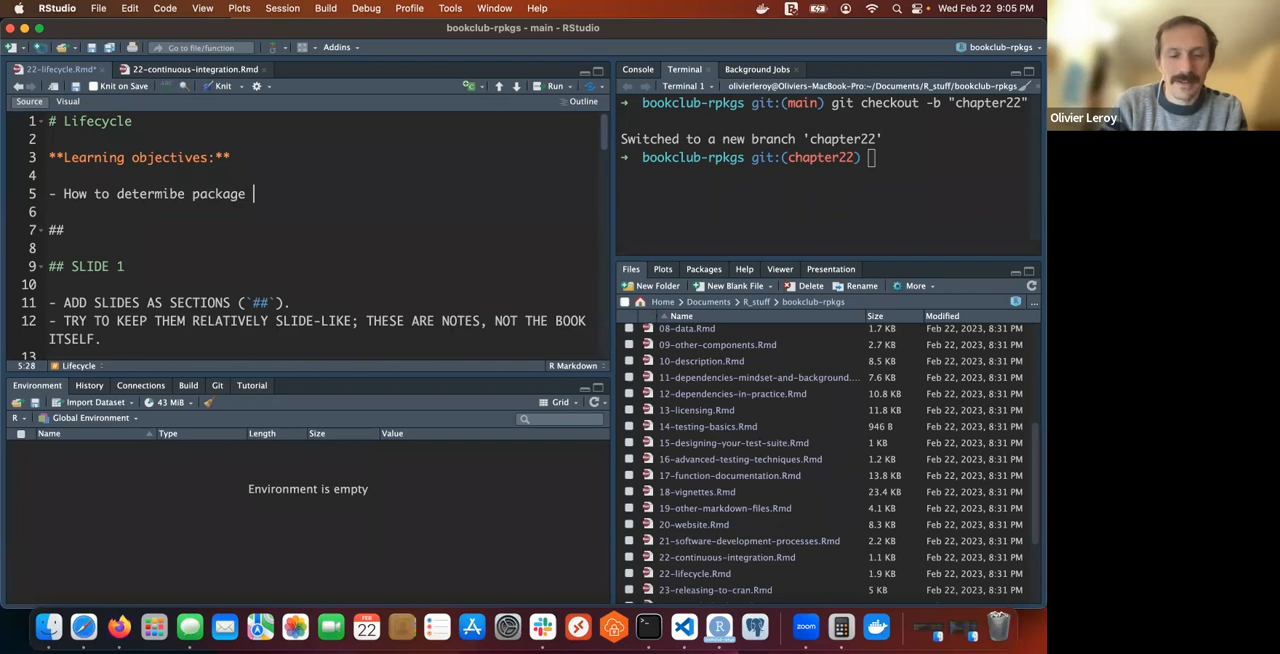 RStudio File Edit Code View Plots Session Build Debug Profile Tools Window Help Wed Feb 22 9:05 PM
bookclub-rpkgs - main - RStudio
Go to file/function Addins bookclub-rpkgs
22-lifecycle.Rmd* 22-continuous-integration.Rmd
Knit on Save Knit Run
Source Visual Outline
1 # Lifecycle
2
3 **Learning objectives:**
4
5 - How to determibe package
6
7 ##
8
9 ## SLIDE 1
10
11 - ADD SLIDES AS SECTIONS (`##`).
12 - TRY TO KEEP THEM RELATIVELY SLIDE-LIKE; THESE ARE NOTES, NOT THE BOOK
ITSELF.
13
5:28 Lifecycle R Markdown
Environment History Connections Build Git Tutorial
Import Dataset 43 MiB Grid
R Global Environment
Name Type Length Size Value
Environment is empty
Console Terminal Background Jobs
Terminal 1 olivierleroy@Oliviers-MacBook-Pro:~/Documents/R_stuff/bookclub-rpkgs
➜ bookclub-rpkgs git:(main) git checkout -b "chapter22"
Switched to a new branch 'chapter22'
➜ bookclub-rpkgs git:(chapter22)
Files Plots Packages Help Viewer Presentation
New Folder New Blank File Delete Rename More
Home Documents R_stuff bookclub-rpkgs ...
Name Size Modified
08-data.Rmd 1.7 KB Feb 22, 2023, 8:31 PM
09-other-components.Rmd 2.7 KB Feb 22, 2023, 8:31 PM
10-description.Rmd 8.5 KB Feb 22, 2023, 8:31 PM
11-dependencies-mindset-and-background.... 7.6 KB Feb 22, 2023, 8:31 PM
12-dependencies-in-practice.Rmd 10.8 KB Feb 22, 2023, 8:31 PM
13-licensing.Rmd 11.8 KB Feb 22, 2023, 8:31 PM
14-testing-basics.Rmd 946 B Feb 22, 2023, 8:31 PM
15-designing-your-test-suite.Rmd 1 KB Feb 22, 2023, 8:31 PM
16-advanced-testing-techniques.Rmd 1.2 KB Feb 22, 2023, 8:31 PM
17-function-documentation.Rmd 13.8 KB Feb 22, 2023, 8:31 PM
18-vignettes.Rmd 23.4 KB Feb 22, 2023, 8:31 PM
19-other-markdown-files.Rmd 4.1 KB Feb 22, 2023, 8:31 PM
20-website.Rmd 8.3 KB Feb 22, 2023, 8:31 PM
21-software-development-processes.Rmd 2.2 KB Feb 22, 2023, 8:31 PM
22-continuous-integration.Rmd 1.1 KB Feb 22, 2023, 8:31 PM
22-lifecycle.Rmd 1.9 KB Feb 22, 2023, 8:31 PM
23-releasing-to-cran.Rmd 5 KB Feb 22, 2023, 8:31 PM
Olivier Leroy
FEB
22
zoom